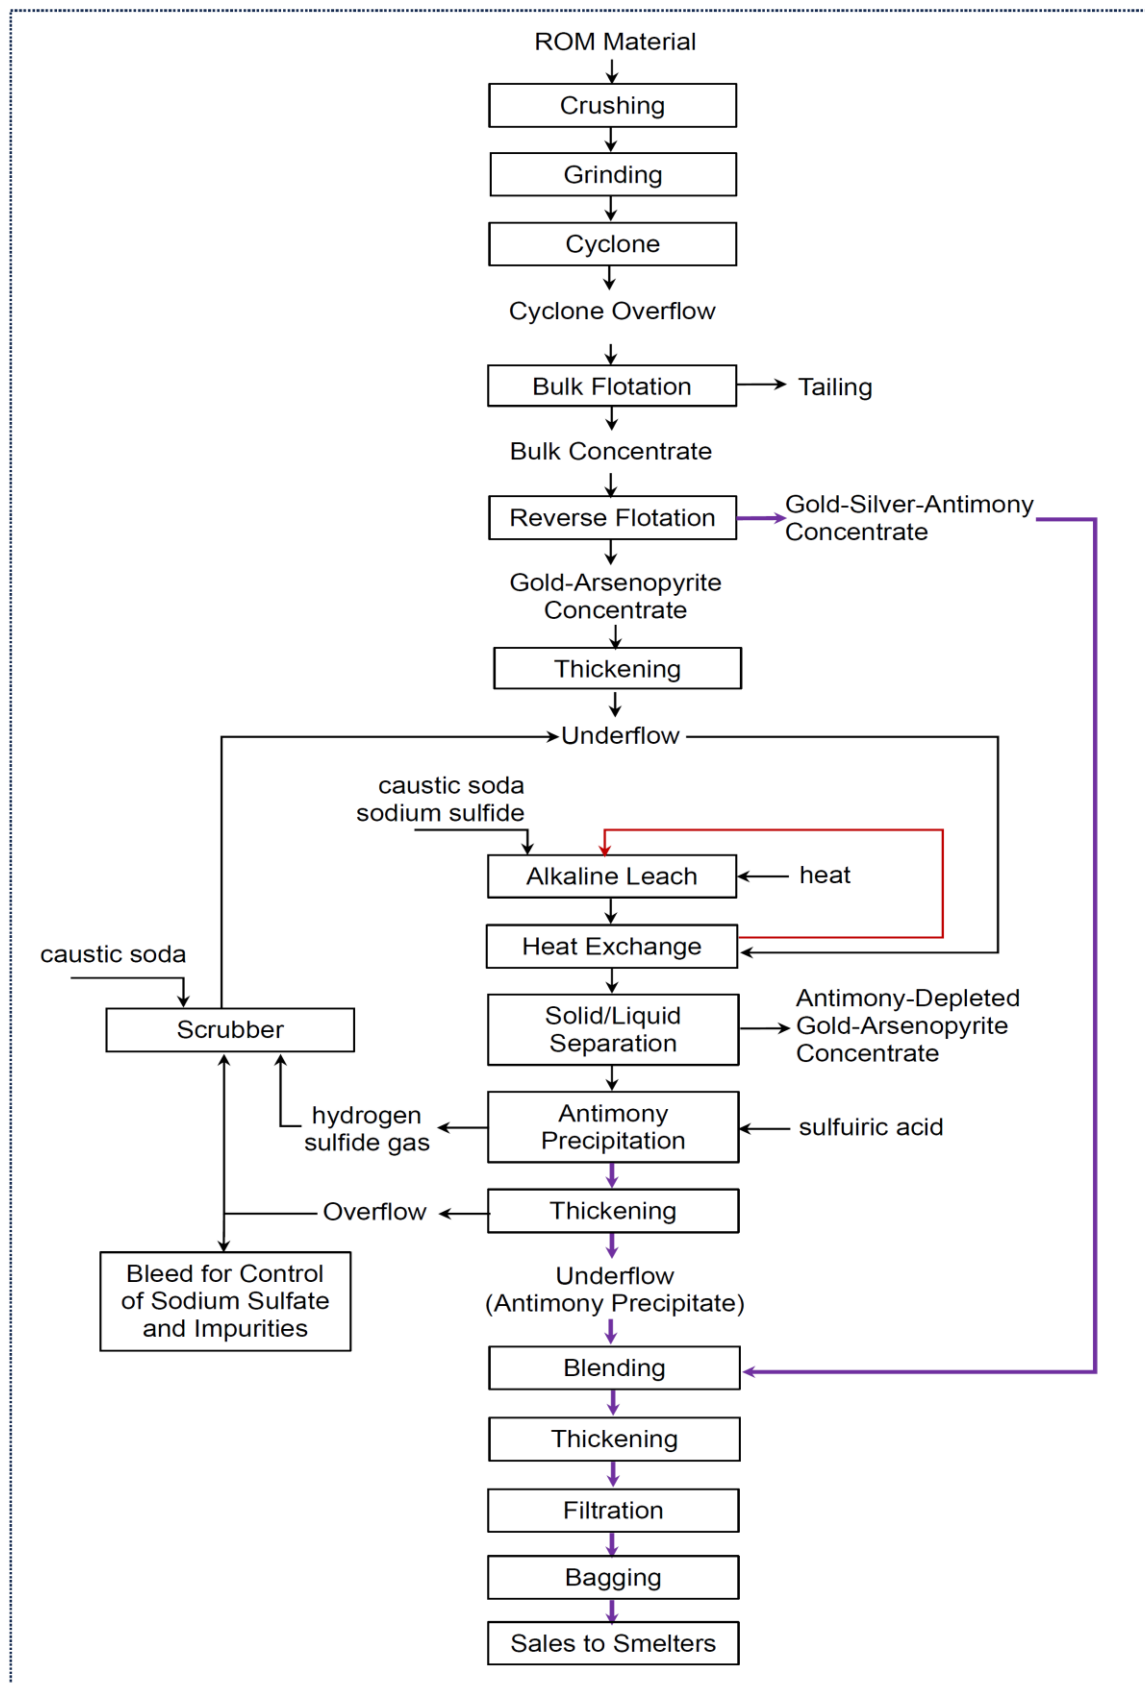 ROM Material
Crushing
Grinding
Cyclone
Cyclone Overflow
Bulk Flotation
Tailing
Bulk Concentrate
Reverse Flotation
Gold-Silver-Antimony
Concentrate
Gold-Arsenopyrite
Concentrate
Thickening
Underflow
caustic soda
sodium sulfide
Alkaline Leach
heat
Heat Exchange
caustic soda
Scrubber
Solid/Liquid
Separation
Antimony-Depleted
Gold-Arsenopyrite
Concentrate
Antimony
Precipitation
hydrogen
sulfide gas
sulfuiric acid
Thickening
Overflow
Bleed for Control
of Sodium Sulfate
and Impurities
Underflow
(Antimony Precipitate)
Blending
Thickening
Filtration
Bagging
Sales to Smelters